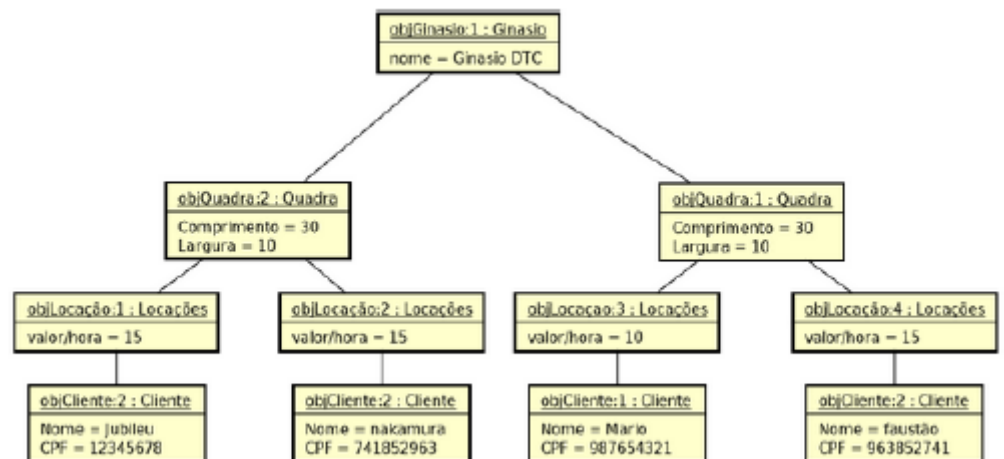 objGinasio:1 : Ginasio
nome = Ginasio DTC
objQuadra:2 : Quadra
Comprimento = 30
Largura = 10
objQuadra:1 : Quadra
Comprimento = 30
Largura = 10
objLocação:1 : Locações
valor/hora = 15
objLocação:2 : Locações
valor/hora = 15
objLocacao:3 : Locações
valor/hora = 10
objLocação:4 : Locações
valor/hora = 15
objCliente:2 : Cliente
Nome = Jubileu
CPF = 12345678
objCliente:2 : Cliente
Nome = nakamura
CPF = 741852963
objCliente:1 : Cliente
Nome = Mario
CPF = 987654321
objCliente:2 : Cliente
Nome = faustão
CPF = 963852741